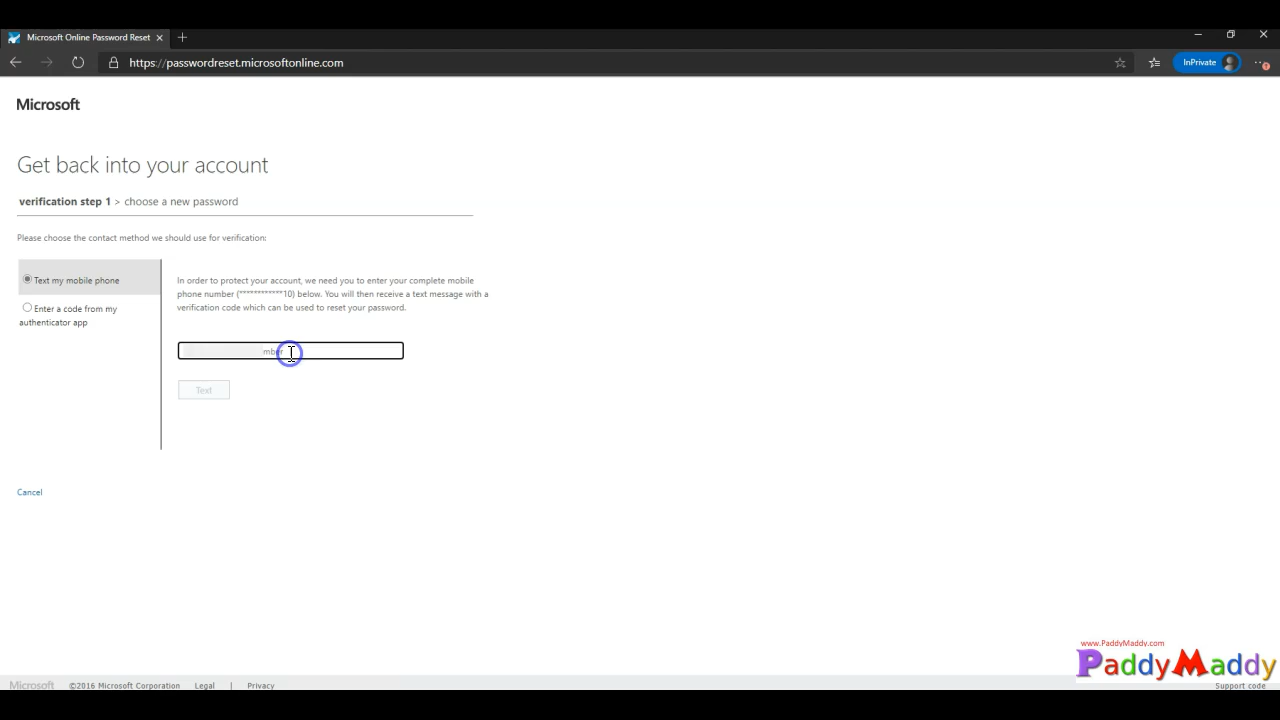 Microsoft Online Password Reset
https://passwordreset.microsoftonline.com
InPrivate
Microsoft
Get back into your account
verification step 1 > choose a new password
Please choose the contact method we should use for verification:
Text my mobile phone
Enter a code from my
authenticator app
In order to protect your account, we need you to enter your complete mobile
phone number (************10) below. You will then receive a text message with a
verification code which can be used to reset your password.
Text
Cancel
www.PaddyMaddy.com
PaddyMaddy
Microsoft ©2016 Microsoft Corporation Legal | Privacy
Support code